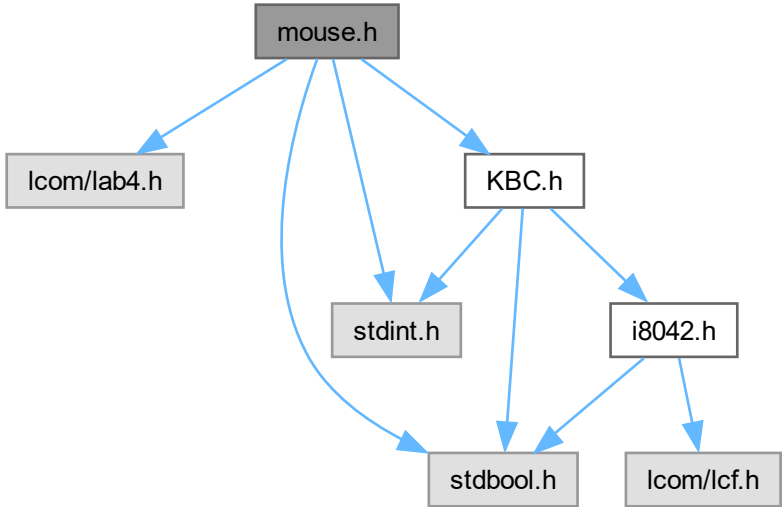 mouse.h
lcom/lab4.h
KBC.h
stdint.h
i8042.h
stdbool.h
lcom/lcf.h